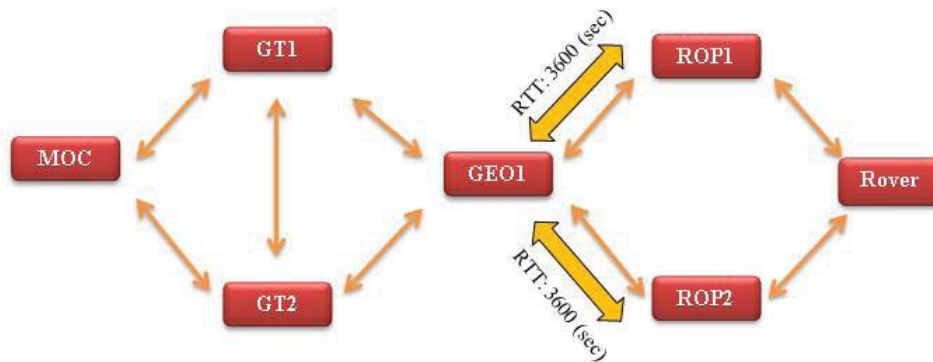 GT1
RTT: 3600 (sec)
ROP1
MOC
GEO1
Rover
GT2
RTT: 3600 (sec)
ROP2